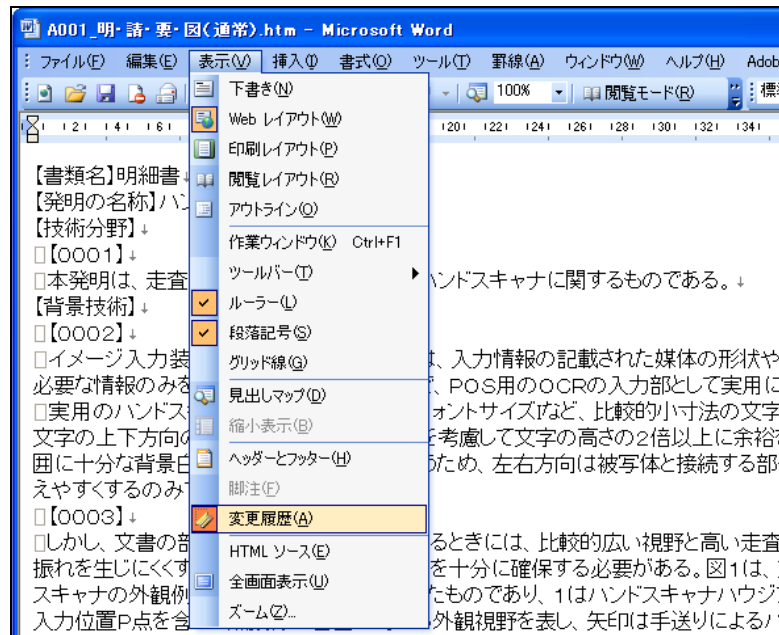 A001_明・請・要・図(通常).htm - Microsoft Word
ファイル(F) 編集(E) 表示(V) 挿入(I) 書式(O) ツール(T) 罫線(A) ウィンドウ(W) ヘルプ(H) Adob
100% 閲覧モード(R) 標準
下書き(N)
Web レイアウト(W)
印刷レイアウト(P)
閲覧レイアウト(R)
アウトライン(O)
作業ウィンドウ(K) Ctrl+F1
ツールバー(T)
ルーラー(L)
段落記号(S)
グリッド線(G)
見出しマップ(D)
縮小表示(B)
ヘッダーとフッター(H)
脚注(F)
変更履歴(A)
HTML ソース(E)
全画面表示(U)
ズーム(Z)...
|2| |4| |6| |20| |22| |24| |26| |28| |30| |32| |34|
【書類名】明細書↓
【発明の名称】ハン
【技術分野】↓
□【0001】↓
□本発明は、走査 ハンドスキャナに関するものである。↓
【背景技術】↓
□【0002】↓
□イメージ入力装 は、入力情報の記載された媒体の形状や
必要な情報のみを で、POS用のOCRの入力部として実用に
□実用のハンドス ォントサイズなど、比較的小寸法の文字
文字の上下方向の を考慮して文字の高さの2倍以上に余裕
囲に十分な背景白 のため、左右方向は被写体と接続する部
えやすくするのみ
□【0003】↓
□しかし、文書の部 るときには、比較的広い視野と高い走査
振れを生じにくくす を十分に確保する必要がある。図1は、
スキャナの外観例 たものであり、1はハンドスキャナハウジ
入力位置P点を含 外観視野を表し、矢印は手送りによるハ